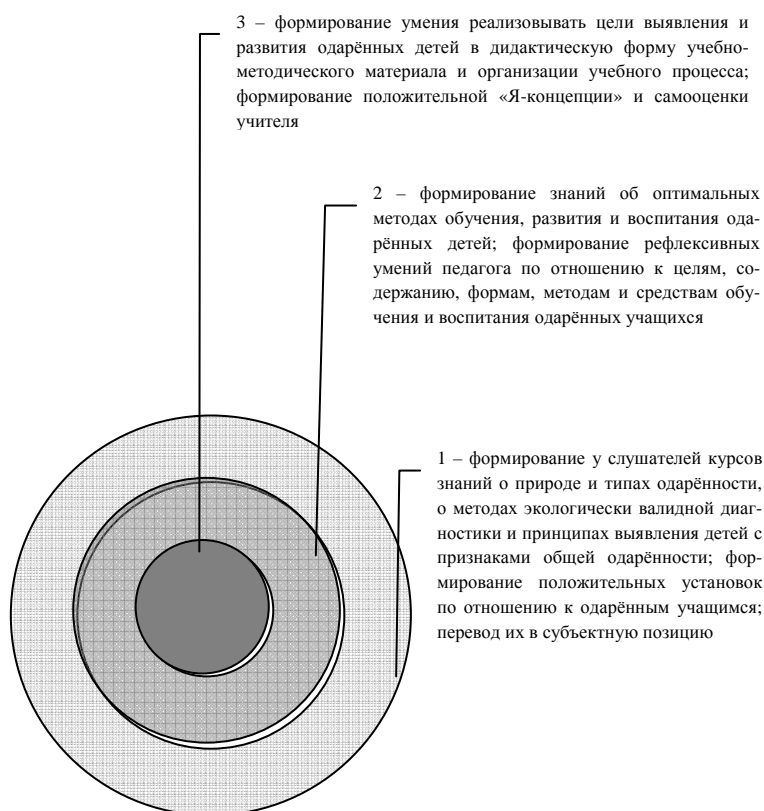 3 – формирование умения реализовывать цели выявления и
развития одарённых детей в дидактическую форму учебно-
методического материала и организации учебного процесса;
формирование положительной «Я-концепции» и самооценки
учителя
2 – формирование знаний об оптимальных
методах обучения, развития и воспитания ода-
рённых детей; формирование рефлексивных
умений педагога по отношению к целям, со-
держанию, формам, методам и средствам обу-
чения и воспитания одарённых учащихся
1 – формирование у слушателей курсов
знаний о природе и типах одарённости,
о методах экологически валидной диаг-
ностики и принципах выявления детей с
признаками общей одарённости; фор-
мирование положительных установок
по отношению к одарённым учащимся;
перевод их в субъектную позицию